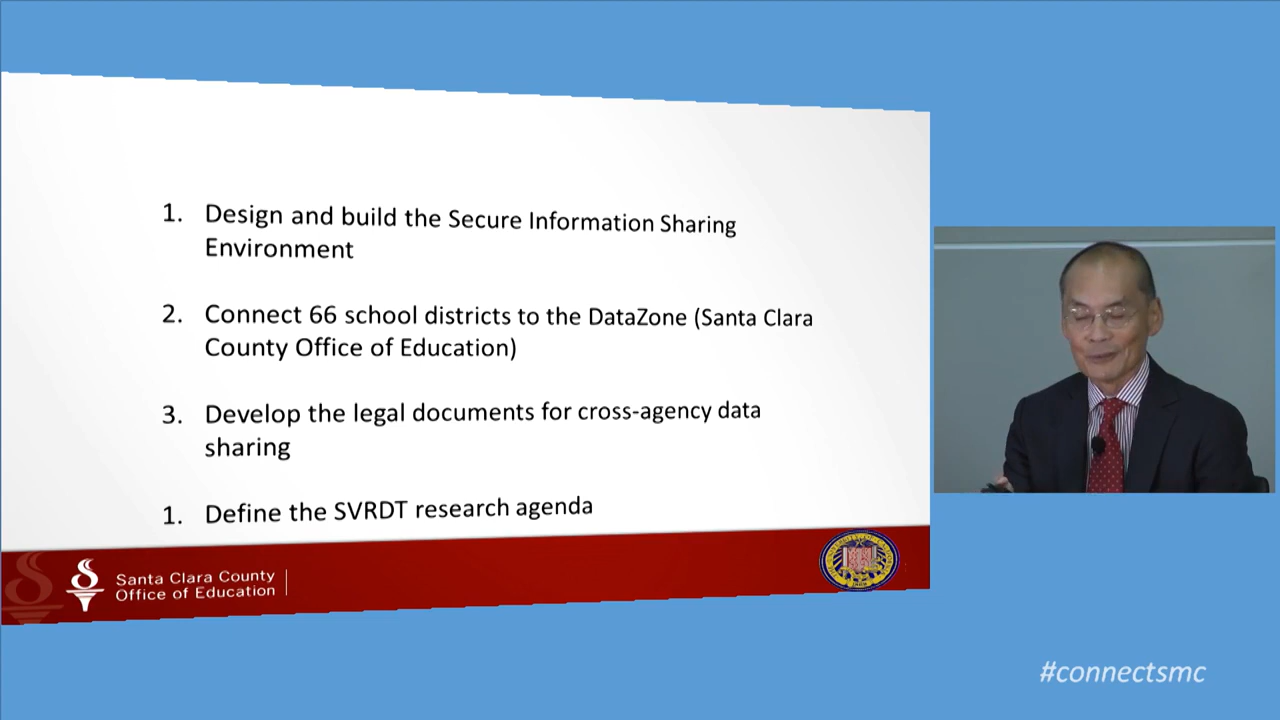 1. Design and build the Secure Information Sharing
Environment
2. Connect 66 school districts to the DataZone (Santa Clara
County Office of Education)
3. Develop the legal documents for cross-agency data
sharing
1. Define the SVRDT research agenda
Santa Clara County
Office of Education
#connectsmc